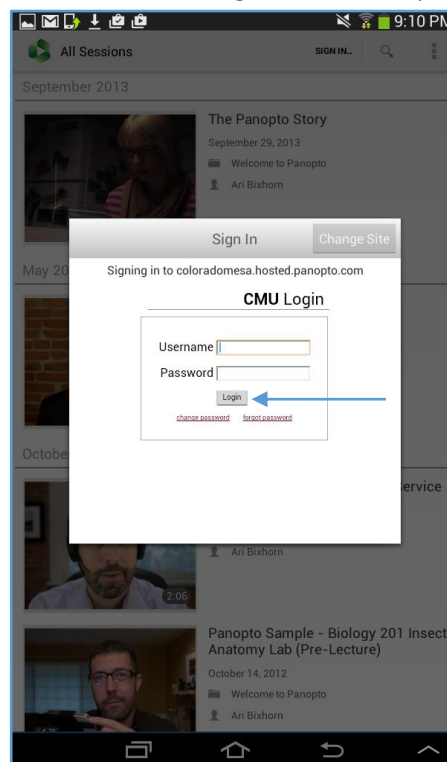 9:10 PM
All Sessions
SIGN IN...
September 2013
The Panopto Story
September 29, 2013
Welcome to Panopto
Ari Bixhorn
Sign In
Change Site
May 20
Signing in to coloradomesa.hosted.panopto.com
CMU Login
Username
Password
Login
change password forgot password
Octobe
ervice
Ari Bixhorn
2:06
Panopto Sample - Biology 201 Insect
Anatomy Lab (Pre-Lecture)
October 14, 2012
Welcome to Panopto
Ari Bixhorn